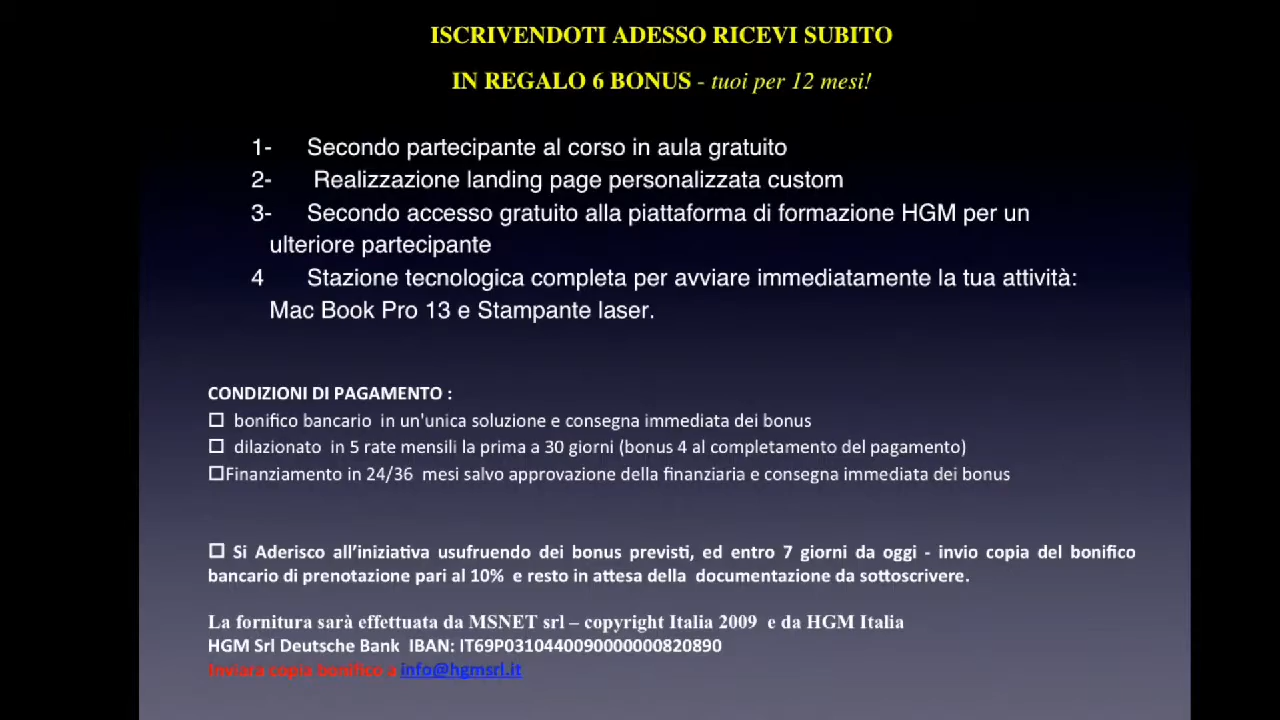 ISCRIVENDOTI ADESSO RICEVI SUBITO
IN REGALO 6 BONUS - tuoi per 12 mesi!
1- Secondo partecipante al corso in aula gratuito
2- Realizzazione landing page personalizzata custom
3- Secondo accesso gratuito alla piattaforma di formazione HGM per un
ulteriore partecipante
4 Stazione tecnologica completa per avviare immediatamente la tua attività:
Mac Book Pro 13 e Stampante laser.
CONDIZIONI DI PAGAMENTO :
☐ bonifico bancario in un'unica soluzione e consegna immediata dei bonus
☐ dilazionato in 5 rate mensili la prima a 30 giorni (bonus 4 al completamento del pagamento)
☐Finanziamento in 24/36 mesi salvo approvazione della finanziaria e consegna immediata dei bonus
☐ Si Aderisco all’iniziativa usufruendo dei bonus previsti, ed entro 7 giorni da oggi - invio copia del bonifico
bancario di prenotazione pari al 10% e resto in attesa della documentazione da sottoscrivere.
La fornitura sarà effettuata da MSNET srl – copyright Italia 2009 e da HGM Italia
HGM Srl Deutsche Bank IBAN: IT69P0310440090000000820890
Inviara copia bonifico a info@hgmsrl.it